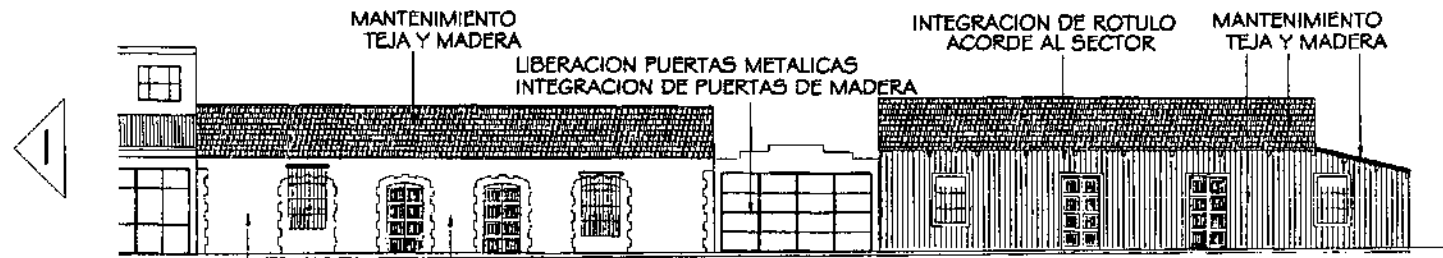 MANTENIMIENTO
TEJA Y MADERA
LIBERACION PUERTAS METALICAS
INTEGRACION DE PUERTAS DE MADERA
INTEGRACION DE ROTULO
ACORDE AL SECTOR
MANTENIMIENTO
TEJA Y MADERA
I